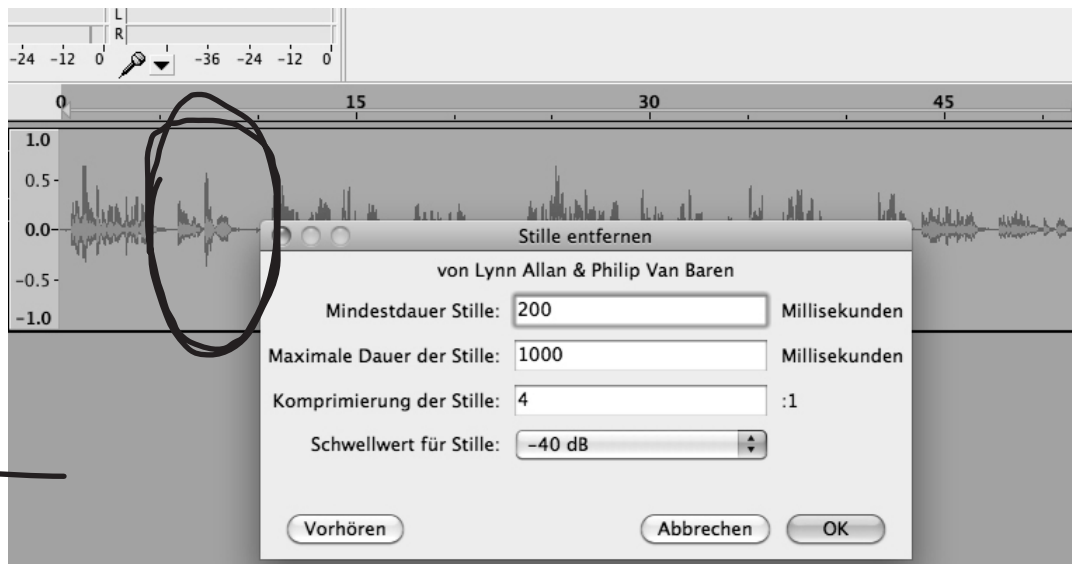 L
R
-24 -12 0 -36 -24 -12 0
0 15 30 45
1.0
0.5-
0.0-
-0.5-
-1.0
Stille entfernen
von Lynn Allan & Philip Van Baren
Mindestdauer Stille: 200 Millisekunden
Maximale Dauer der Stille: 1000 Millisekunden
Komprimierung der Stille: 4 :1
Schwellwert für Stille: -40 dB
Vorhören Abbrechen OK